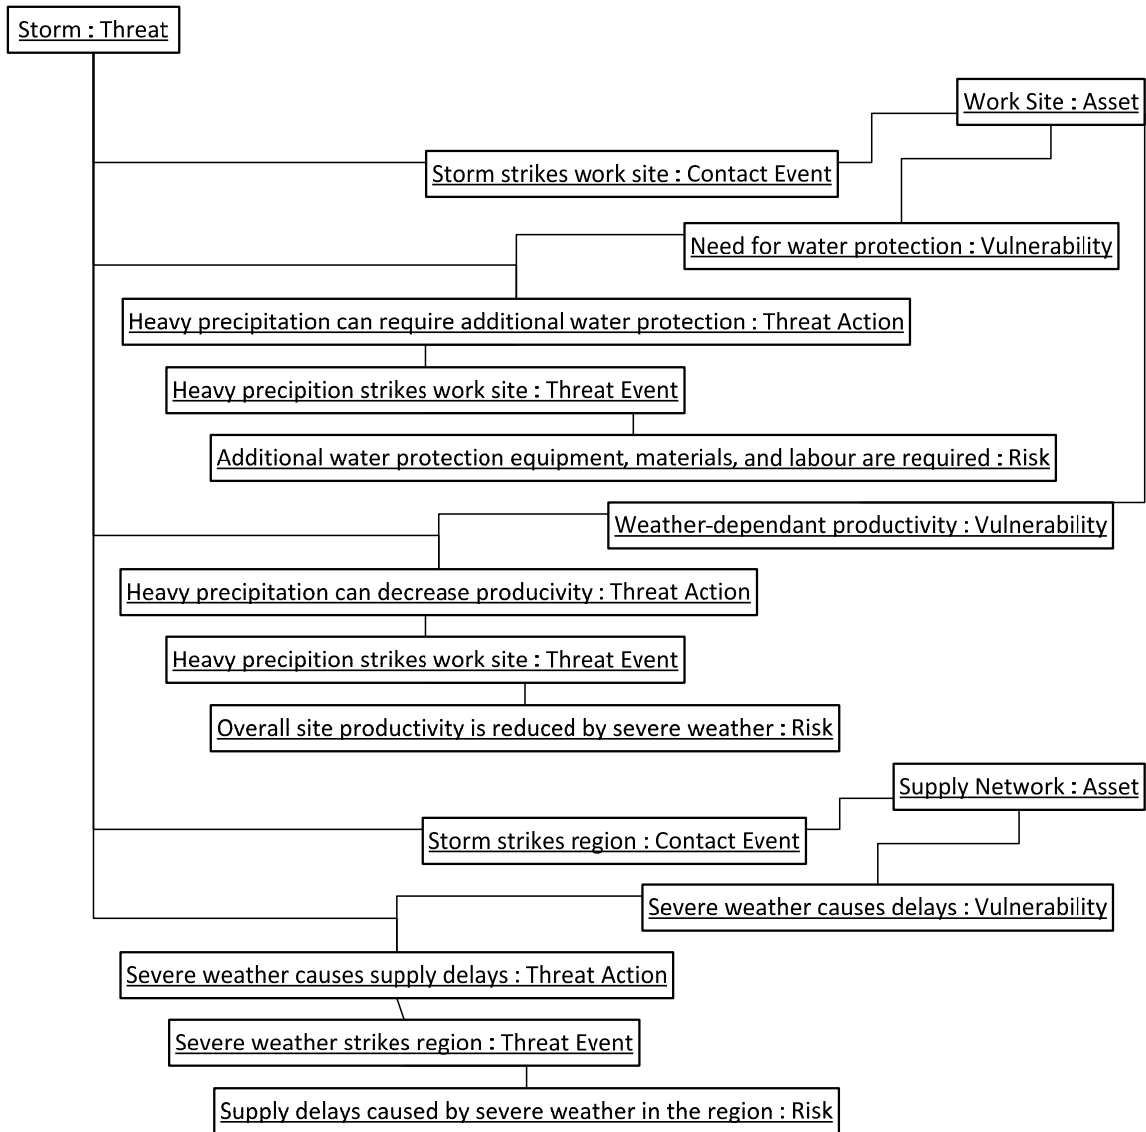 Storm : Threat
Work Site : Asset
Storm strikes work site : Contact Event
Need for water protection : Vulnerability
Heavy precipitation can require additional water protection : Threat Action
Heavy precipition strikes work site : Threat Event
Additional water protection equipment, materials, and labour are required : Risk
Weather-dependant productivity : Vulnerability
Heavy precipitation can decrease producivity : Threat Action
Heavy precipition strikes work site : Threat Event
Overall site productivity is reduced by severe weather : Risk
Supply Network : Asset
Storm strikes region : Contact Event
Severe weather causes delays : Vulnerability
Severe weather causes supply delays : Threat Action
Severe weather strikes region : Threat Event
Supply delays caused by severe weather in the region : Risk